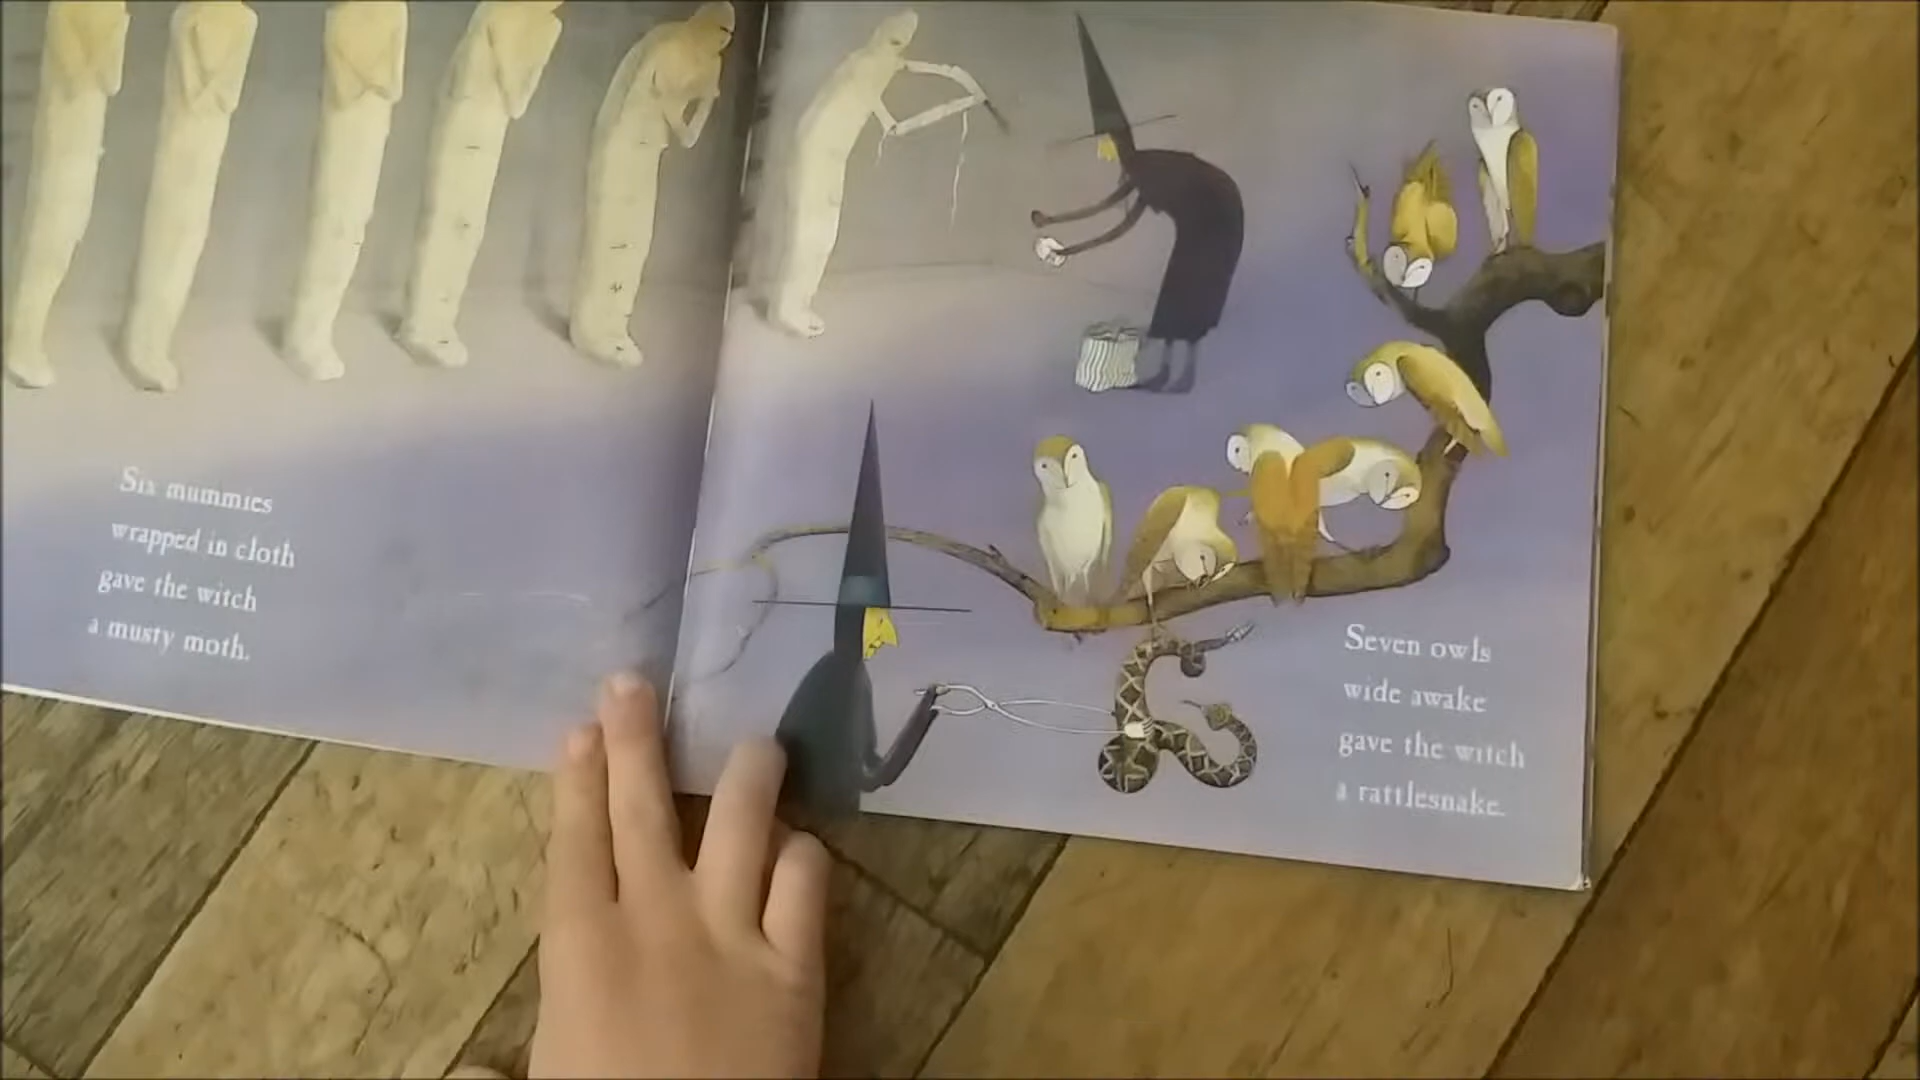 Six mummies
wrapped in cloth
gave the witch
a musty moth.
Seven owls
wide awake
gave the witch
a rattlesnake.